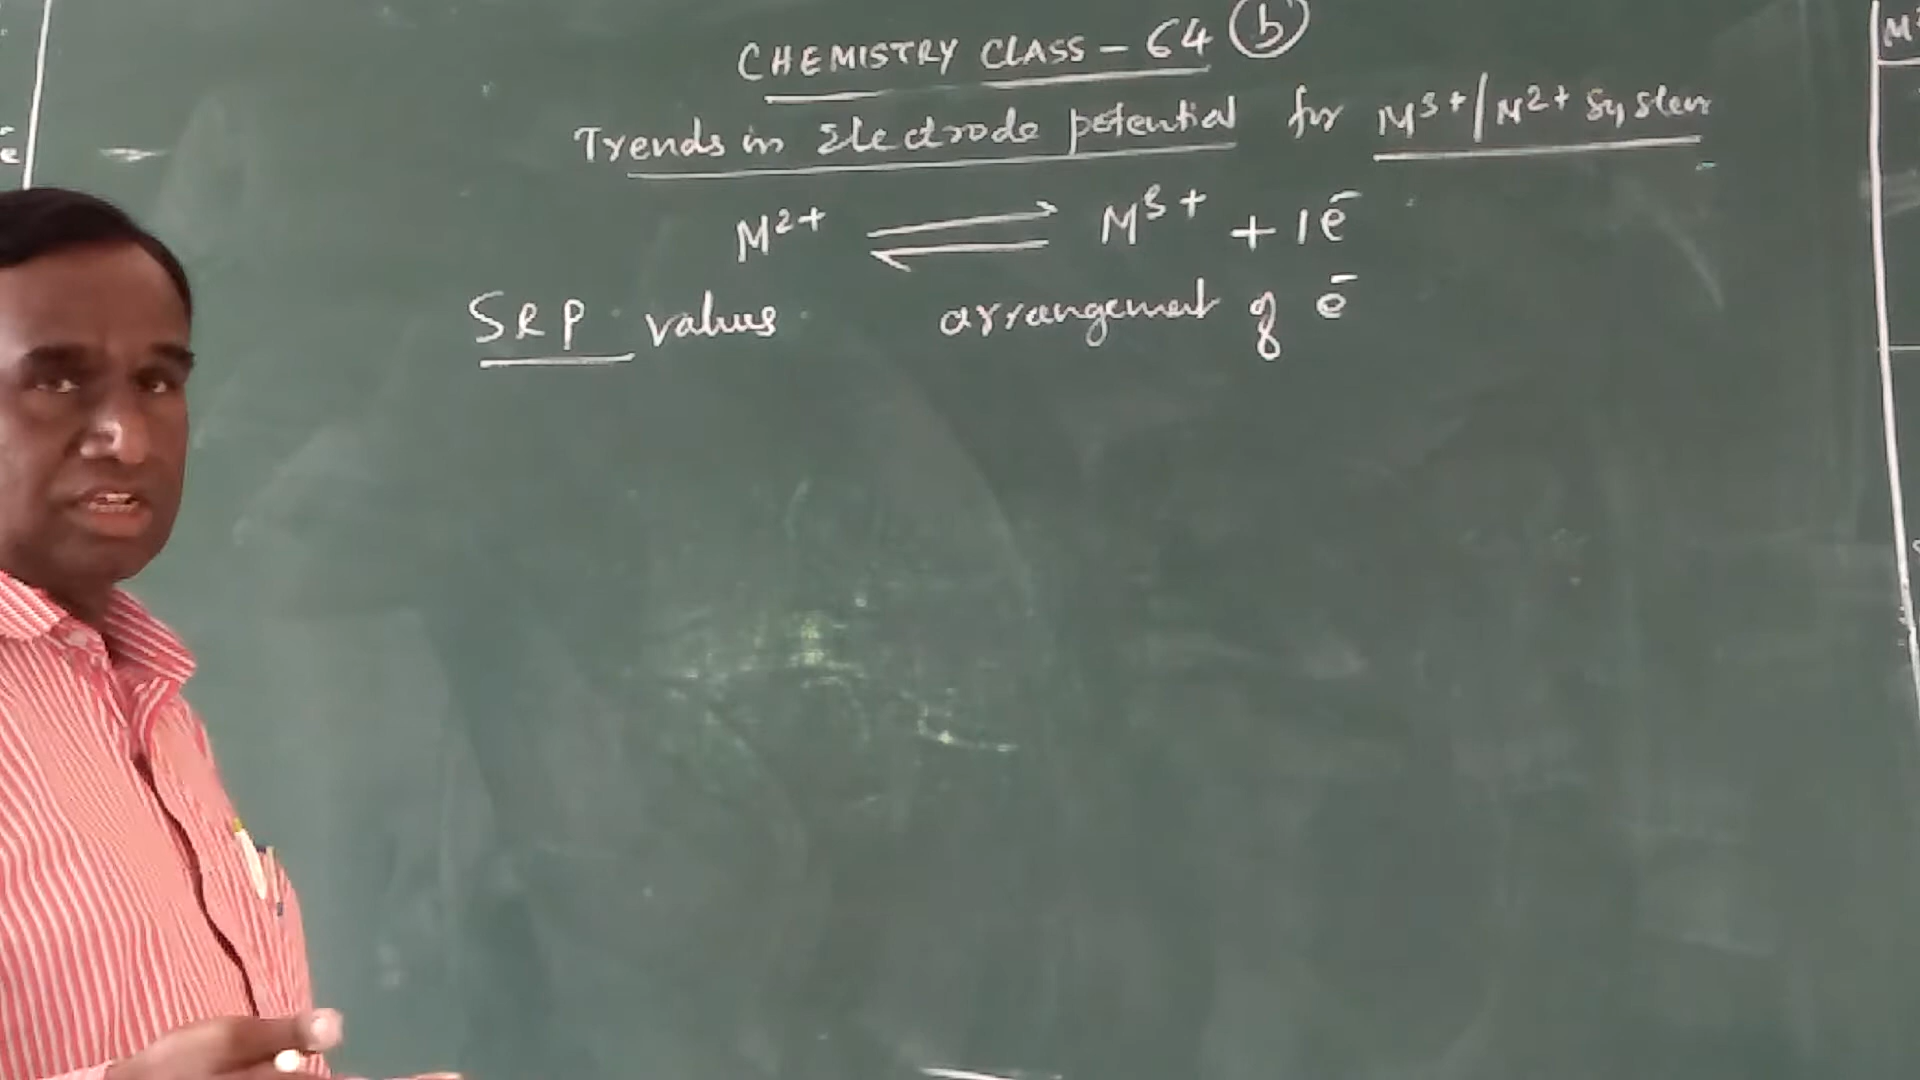 CHEMISTRY CLASS - 64 (b)
Trends in Electrode potential for M³⁺/M²⁺ System
M²⁺ ⇌ M³⁺ + 1e⁻
SRP values arrangement of e⁻